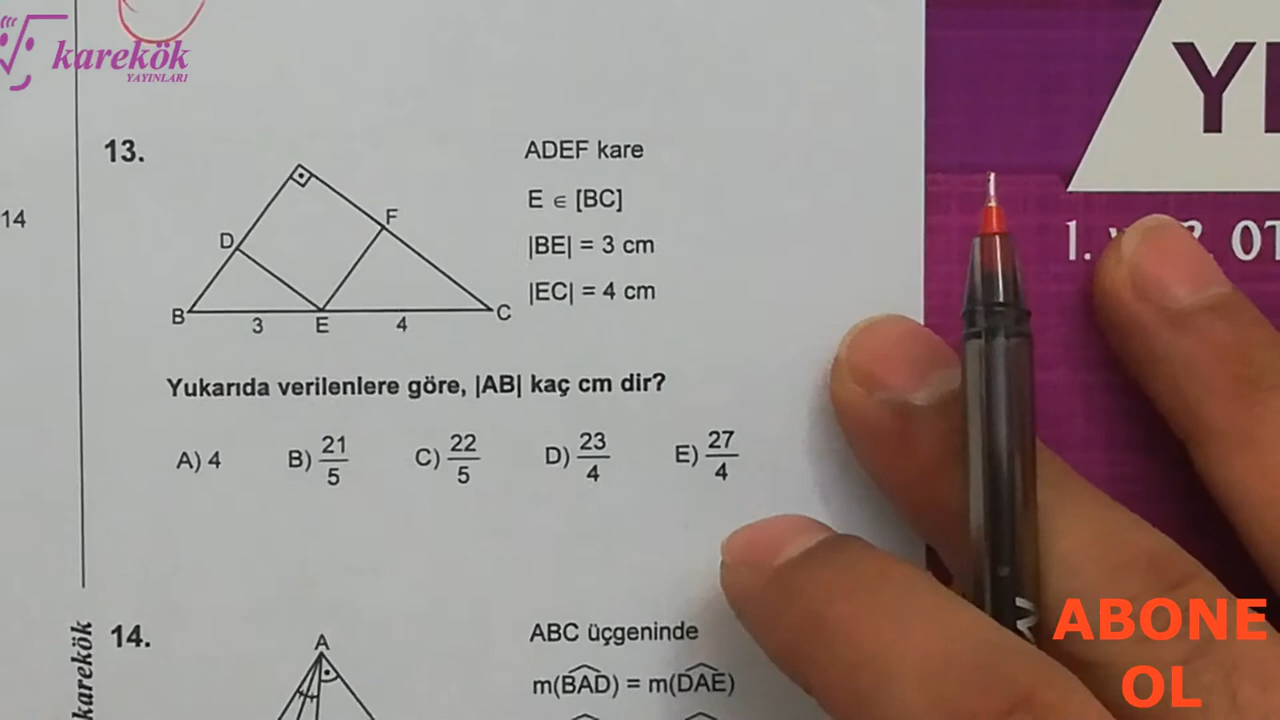 karekök
YAYINLARI
14
13.
ADEF kare
E ∈ [BC]
|BE| = 3 cm
|EC| = 4 cm
D
F
B
E
C
3
4
Yukarıda verilenlere göre, |AB| kaç cm dir?
A) 4 B) 21/5 C) 22/5 D) 23/4 E) 27/4
karekök
14.
A
ABC üçgeninde
m(BAD) = m(DAE)
1.
ABONE
OL